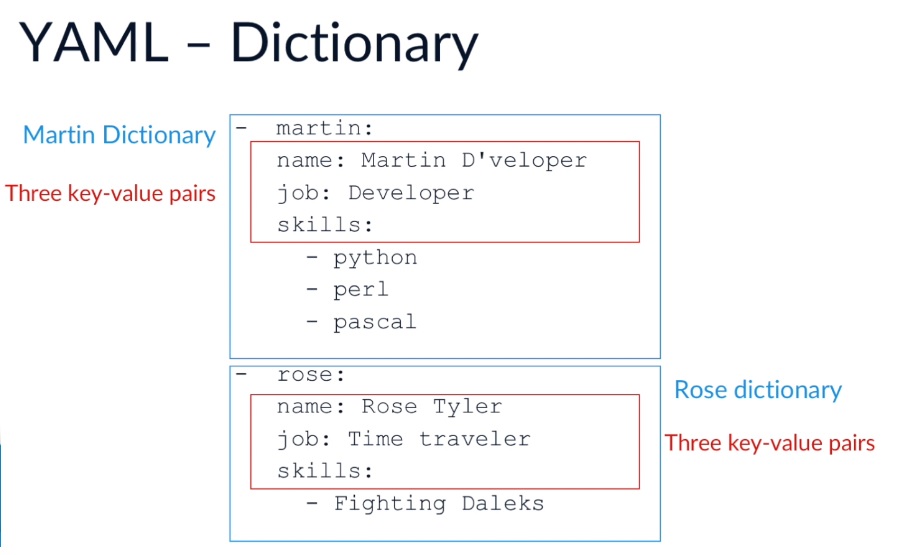 YAML – Dictionary
Martin Dictionary
Three key-value pairs
- martin:
name: Martin D'veloper
job: Developer
skills:
- python
- perl
- pascal
- rose:
name: Rose Tyler
job: Time traveler
skills:
- Fighting Daleks
Rose dictionary
Three key-value pairs